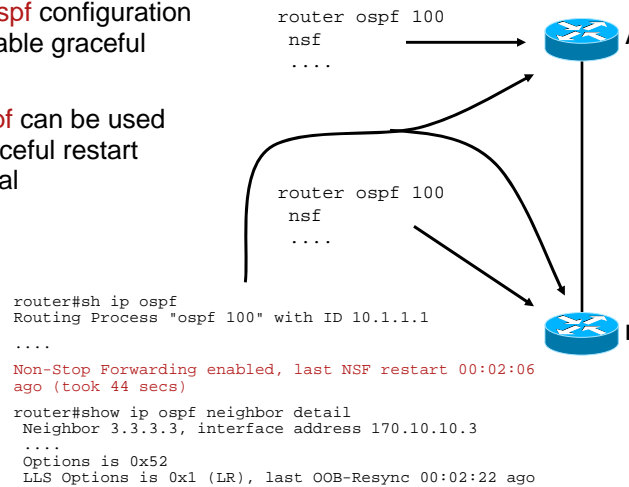 ospf configuration
able graceful
of can be used
ceful restart
al
router ospf 100
nsf
....
A
router ospf 100
nsf
....
router#sh ip ospf
Routing Process "ospf 100" with ID 10.1.1.1
....
Non-Stop Forwarding enabled, last NSF restart 00:02:06
ago (took 44 secs)
router#show ip ospf neighbor detail
Neighbor 3.3.3.3, interface address 170.10.10.3
....
Options is 0x52
LLS Options is 0x1 (LR), last OOB-Resync 00:02:22 ago